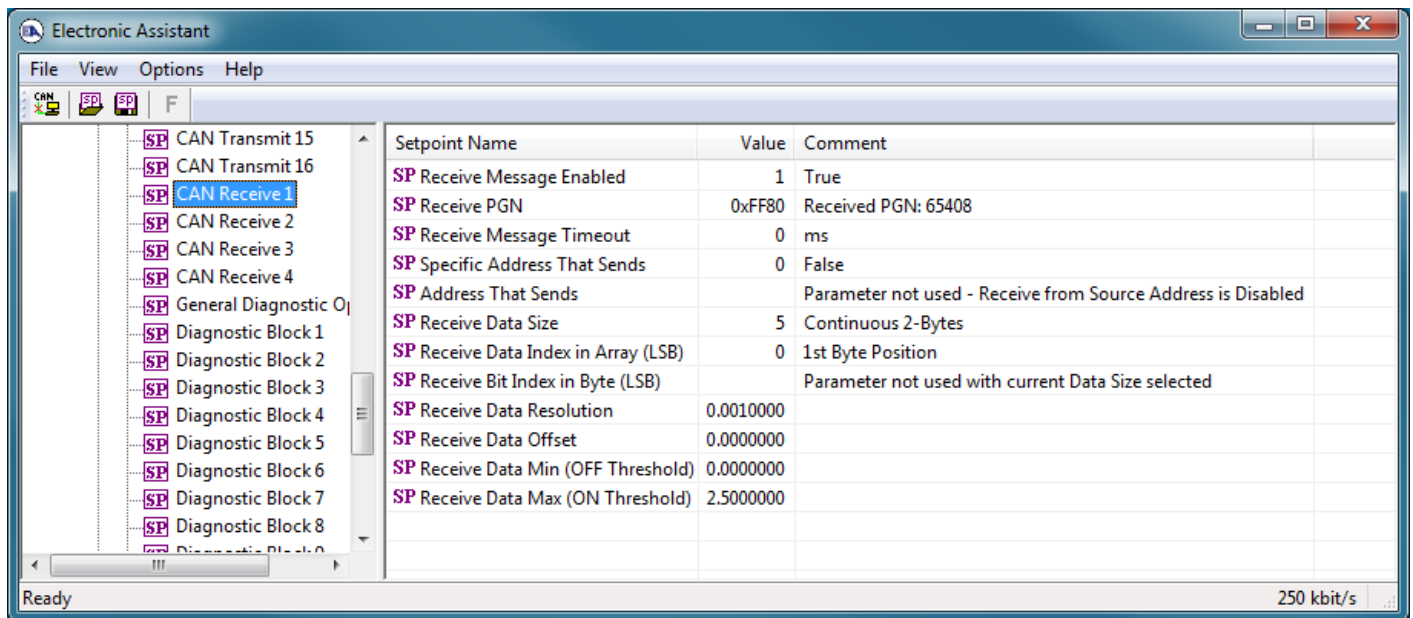 EA Electronic Assistant
File View Options Help
CAN SP SP F
SP CAN Transmit 15
SP CAN Transmit 16
SP CAN Receive 1
SP CAN Receive 2
SP CAN Receive 3
SP CAN Receive 4
SP General Diagnostic O
SP Diagnostic Block 1
SP Diagnostic Block 2
SP Diagnostic Block 3
SP Diagnostic Block 4
SP Diagnostic Block 5
SP Diagnostic Block 6
SP Diagnostic Block 7
SP Diagnostic Block 8
Setpoint Name Value Comment
SP Receive Message Enabled 1 True
SP Receive PGN 0xFF80 Received PGN: 65408
SP Receive Message Timeout 0 ms
SP Specific Address That Sends 0 False
SP Address That Sends Parameter not used - Receive from Source Address is Disabled
SP Receive Data Size 5 Continuous 2-Bytes
SP Receive Data Index in Array (LSB) 0 1st Byte Position
SP Receive Bit Index in Byte (LSB) Parameter not used with current Data Size selected
SP Receive Data Resolution 0.0010000
SP Receive Data Offset 0.0000000
SP Receive Data Min (OFF Threshold) 0.0000000
SP Receive Data Max (ON Threshold) 2.5000000
Ready 250 kbit/s